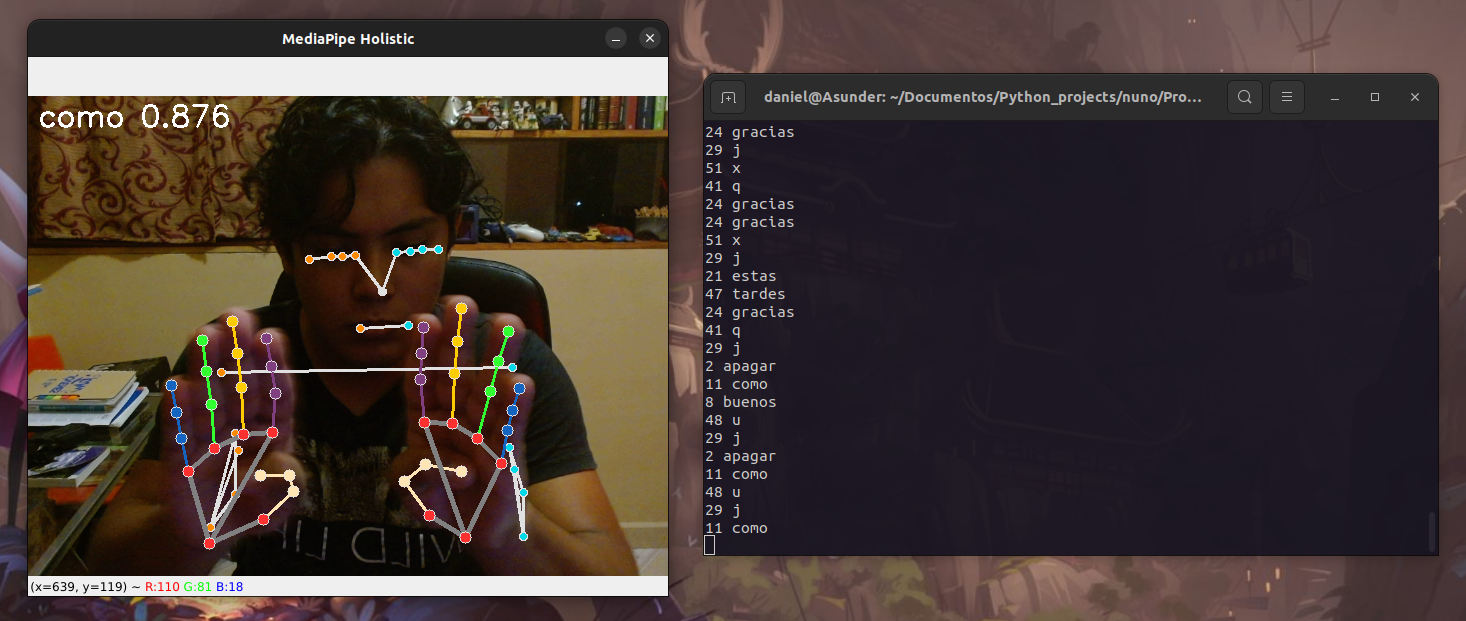 MediaPipe Holistic
como 0.876
(x=639, y=119) ~ R:110 G:81 B:18
daniel@Asunder: ~/Documentos/Python_projects/nuno/Pro...
24 gracias
29 j
51 x
41 q
24 gracias
24 gracias
51 x
29 j
21 estas
47 tardes
24 gracias
41 q
29 j
2 apagar
11 como
8 buenos
48 u
29 j
2 apagar
11 como
48 u
29 j
11 como